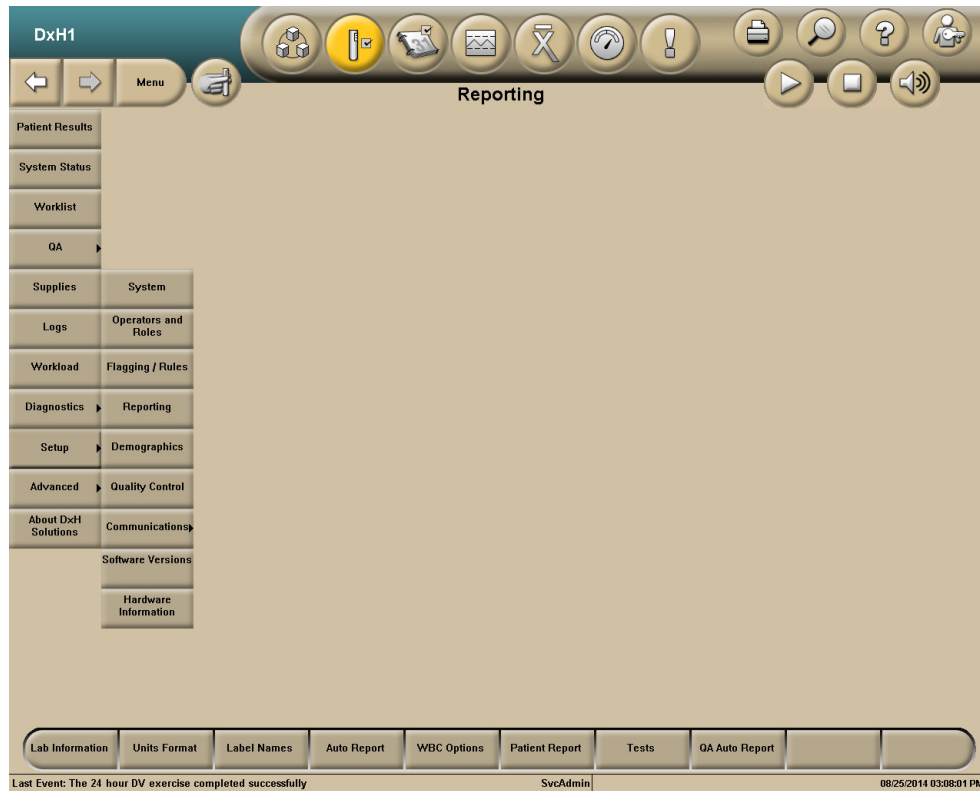 DxH1
Menu
Reporting
Patient Results
System Status
Worklist
QA
Supplies
System
Logs
Operators and
Roles
Workload
Flagging / Rules
Diagnostics
Reporting
Setup
Demographics
Advanced
Quality Control
About DxH
Solutions
Communications
Software Versions
Hardware
Information
Lab Information
Units Format
Label Names
Auto Report
WBC Options
Patient Report
Tests
QA Auto Report
Last Event: The 24 hour DV exercise completed successfully
SvcAdmin
08/25/2014 03:08:01 PM